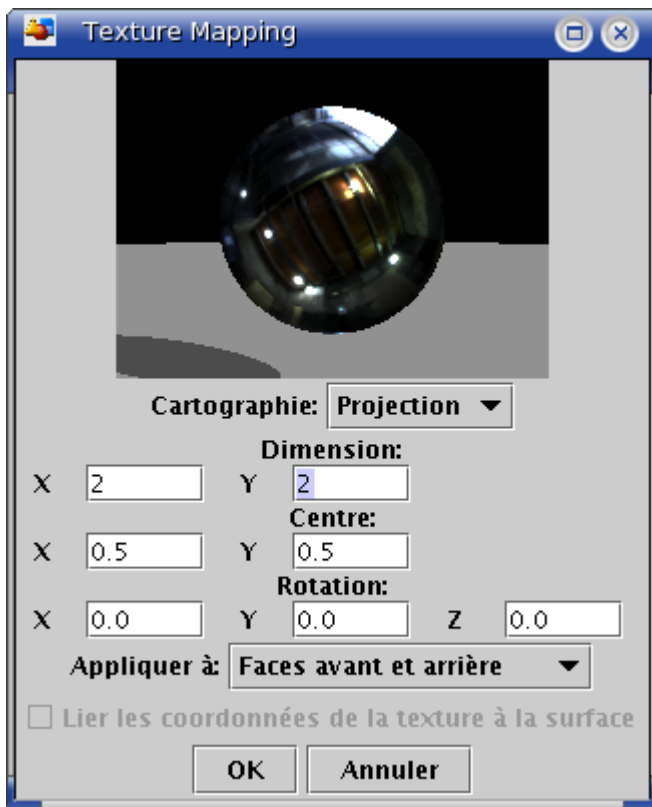 Texture Mapping
Cartographie: Projection
Dimension:
X 2 Y 2
Centre:
X 0.5 Y 0.5
Rotation:
X 0.0 Y 0.0 Z 0.0
Appliquer à: Faces avant et arrière
Lier les coordonnées de la texture à la surface
OK Annuler